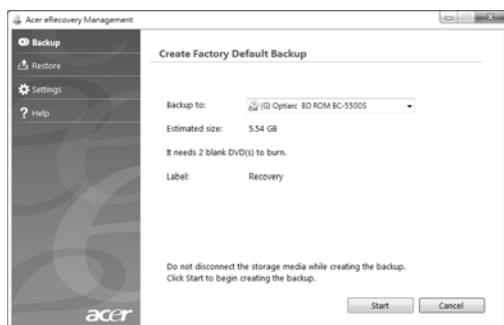 Acer eRecovery Management
Backup
Restore
Settings
Help
Create Factory Default Backup
Backup to: (G) Optiarc BD ROM BC-5500S
Estimated size: 5.54 GB
It needs 2 blank DVD(s) to burn.
Label: Recovery
Do not disconnect the storage media while creating the backup.
Click Start to begin creating the backup.
Start Cancel
acer